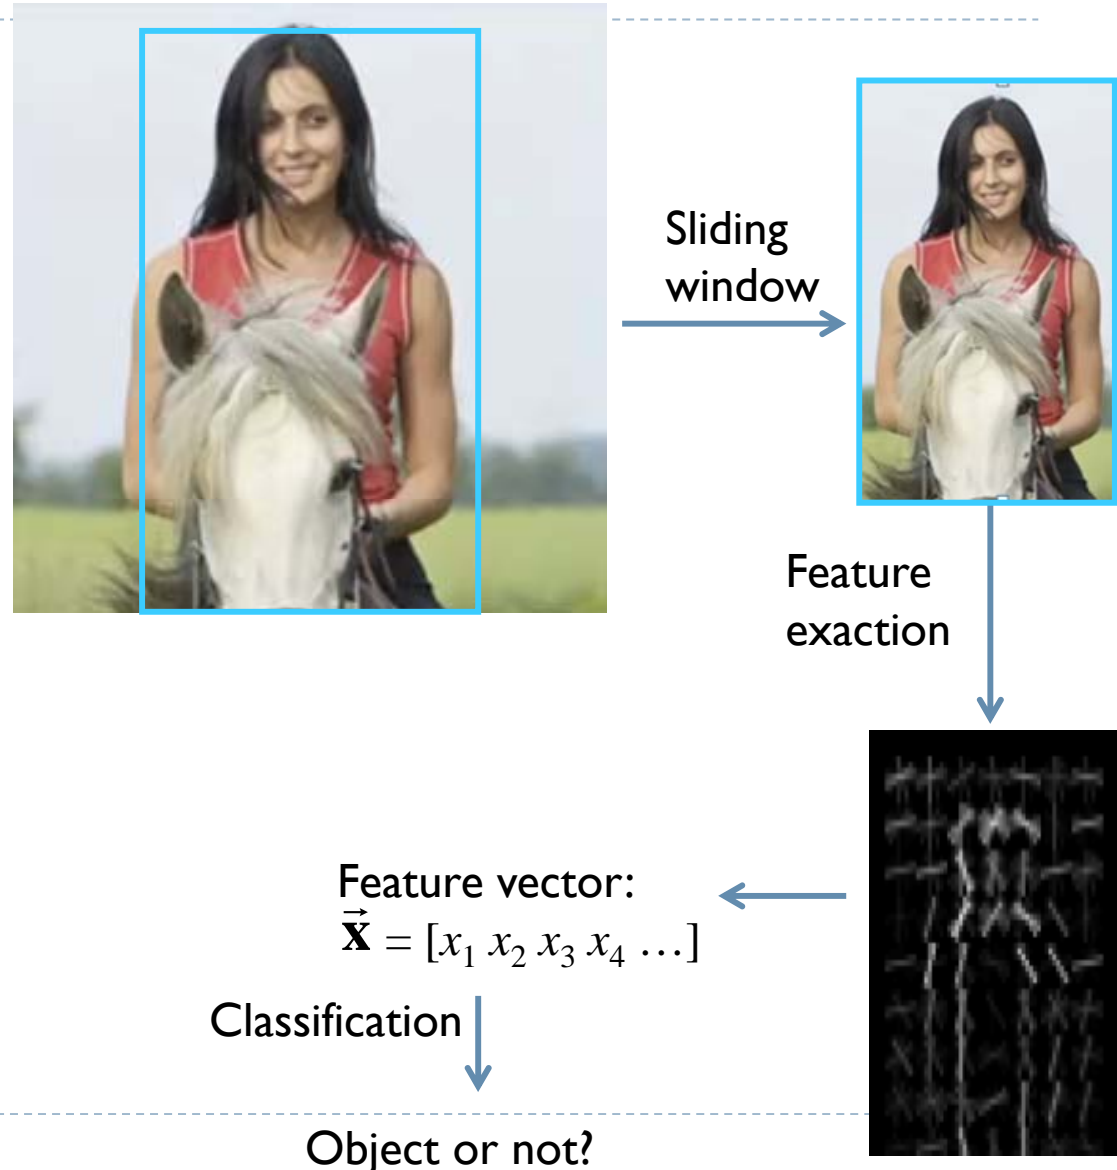 Sliding
window
Feature
exaction
Feature vector:
x⃗ = [x₁ x₂ x₃ x₄ …]
Classification
Object or not?